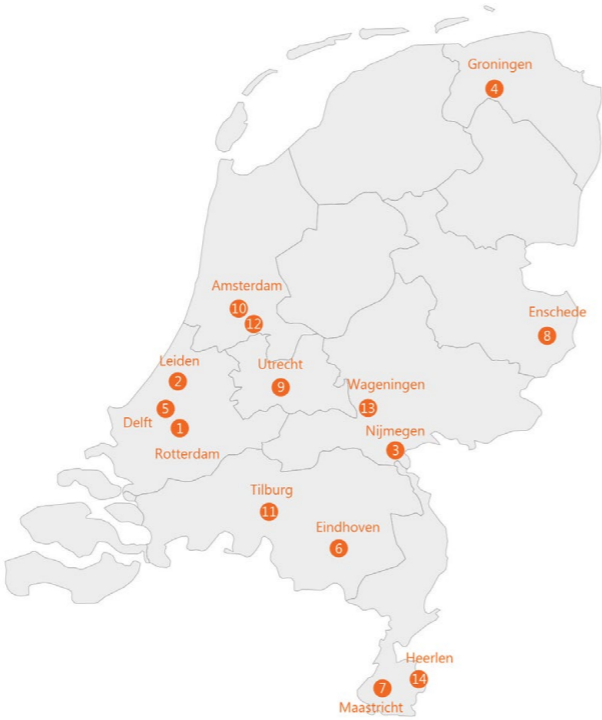 Groningen
4
Amsterdam
10
12
Enschede
8
Leiden
2
Utrecht
9
Wageningen
13
5
Delft
1
Rotterdam
Nijmegen
3
Tilburg
11
Eindhoven
6
Heerlen
14
7
Maastricht